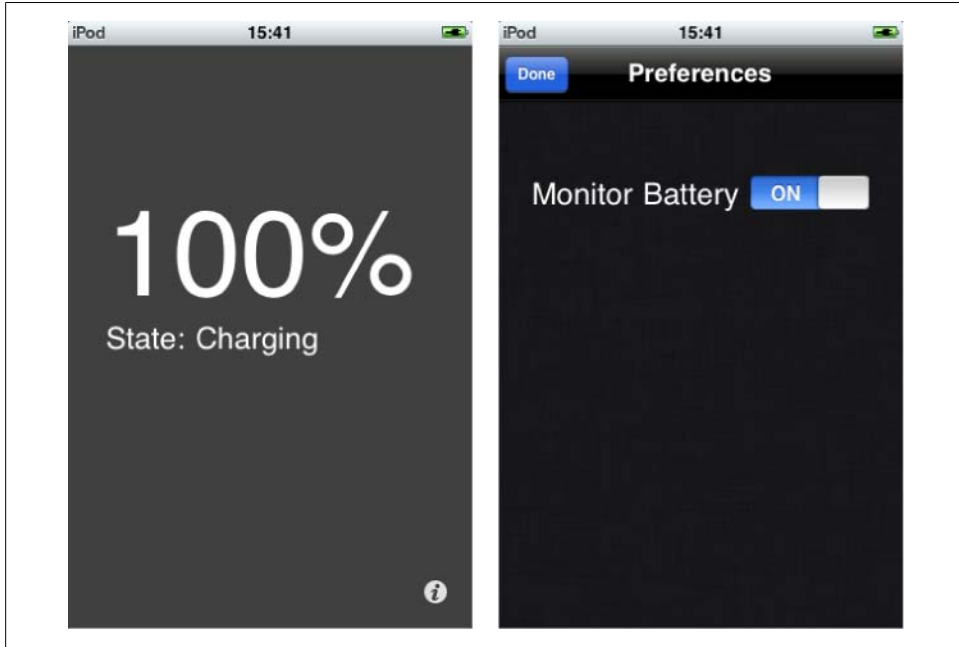 iPod 15:41
100%
State: Charging
i
iPod 15:41
Done Preferences
Monitor Battery ON